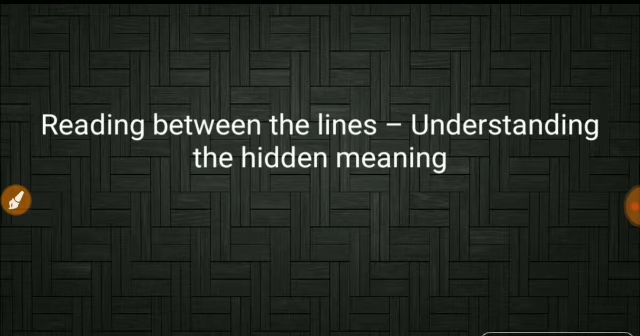 Reading between the lines – Understanding
the hidden meaning